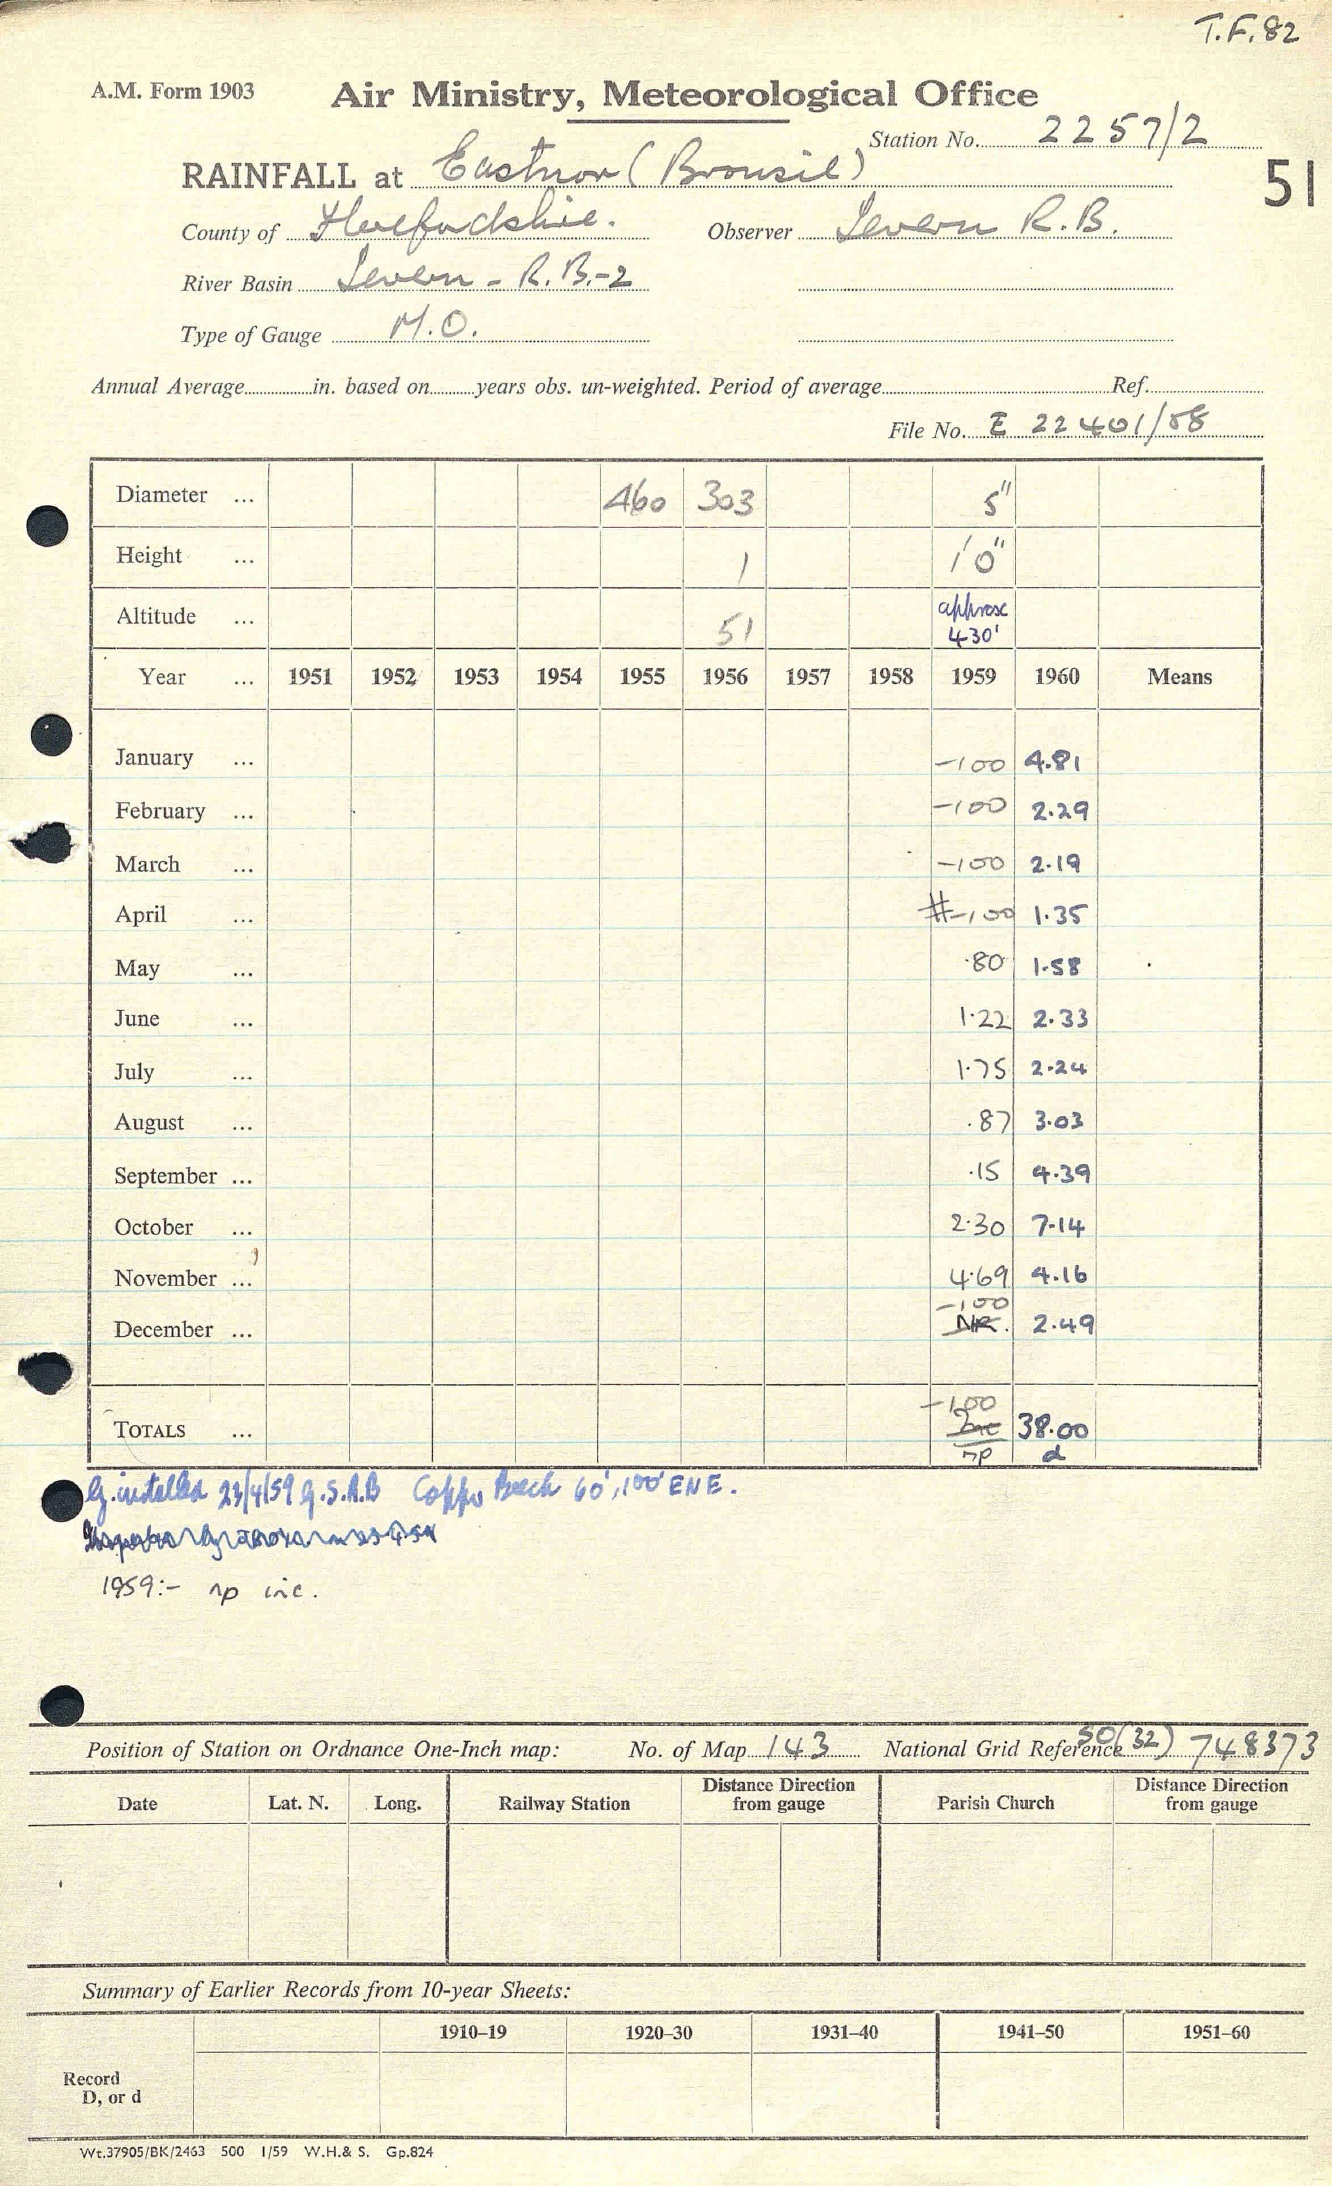 T.F. 82
A.M. Form 1903 Air Ministry, Meteorological Office
Station No. 2257/2
RAINFALL at Eastnor (Bronsil) 51
County of Herefordshire. Observer Severn R.B.
River Basin Severn - R.B.-2
Type of Gauge M.O.
Annual Average in. based on years obs. un-weighted. Period of average Ref.
File No. E 22401/58
Diameter ... 460 303 5"
Height ... 1 1'0"
Altitude ... 51 approx 430'
Year ... 1951 1952 1953 1954 1955 1956 1957 1958 1959 1960 Means
January ... -100 4.81
February ... -100 2.29
March ... -100 2.19
April ... -100 1.35
May ... .80 1.58
June ... 1.22 2.33
July ... 1.75 2.24
August ... .87 3.03
September ... .15 4.39
October ... 2.30 7.14
November ... 4.69 4.16
-100
December ... NR. 2.49
-100
TOTALS ... inc 38.00
np d
G. installed 23/4/59 Beech 60', 100' ENE.
1959:- np inc.
Position of Station on Ordnance One-Inch map: No. of Map 143 National Grid Reference SO(32) 748373
Date Lat. N. Long. Railway Station Distance Direction from gauge Parish Church Distance Direction from gauge
Summary of Earlier Records from 10-year Sheets:
1910–19 1920–30 1931–40 1941–50 1951–60
Record
D, or d
Wt.37905/BK/2463 500 1/59 W.H.& S. Gp.824